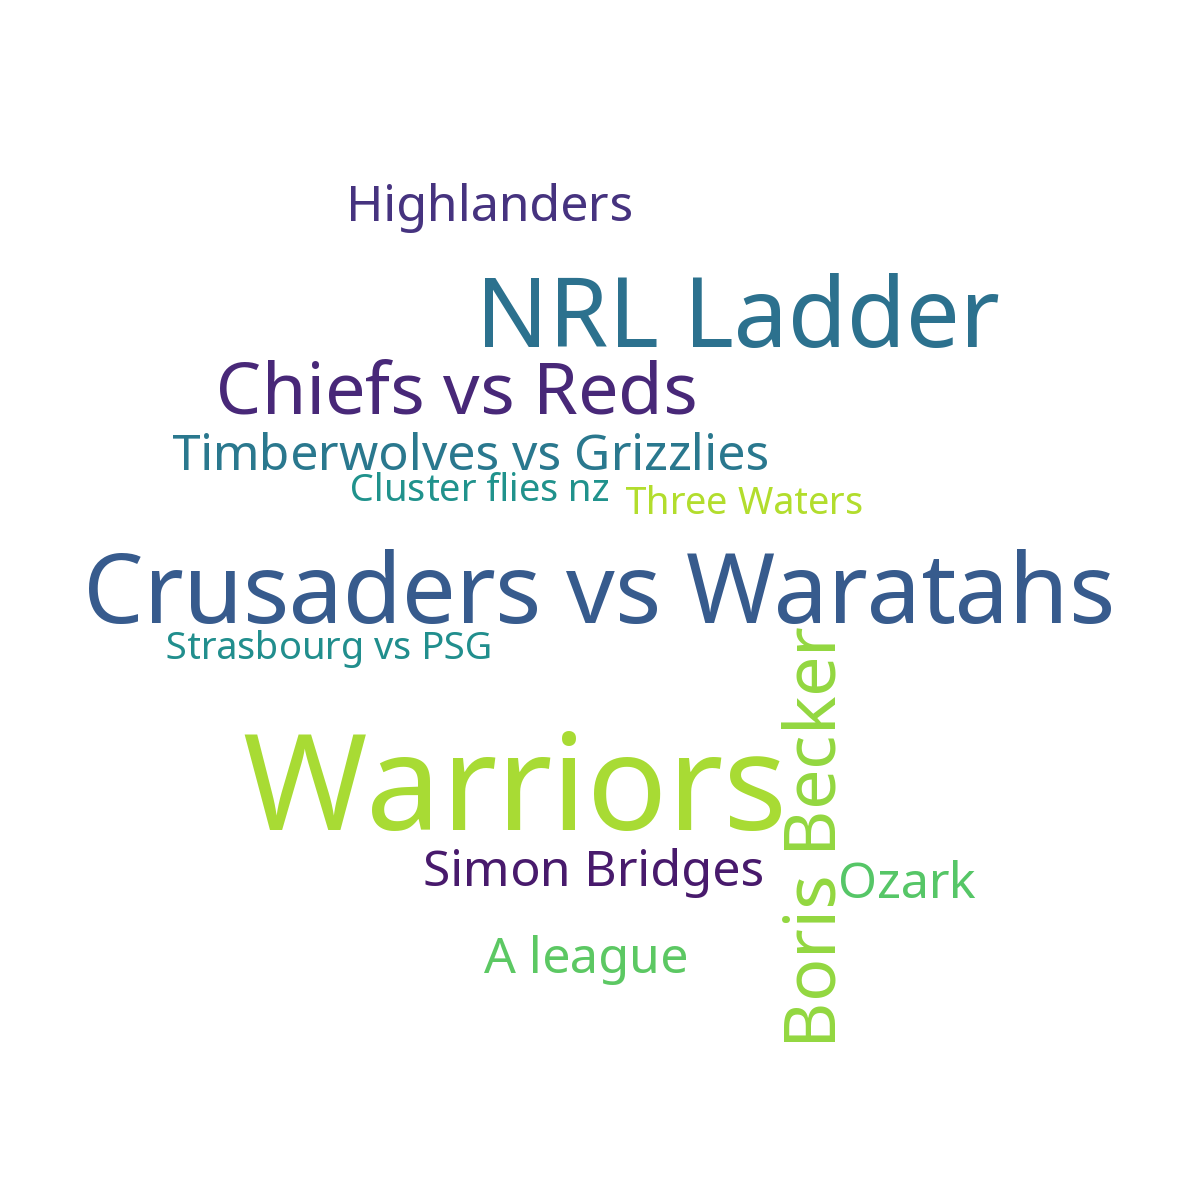 Highlanders
NRL Ladder
Chiefs vs Reds
Timberwolves vs Grizzlies
Cluster flies nz
Three Waters
Crusaders vs Waratahs
Strasbourg vs PSG
Warriors
Boris Becker
Simon Bridges
Ozark
A league